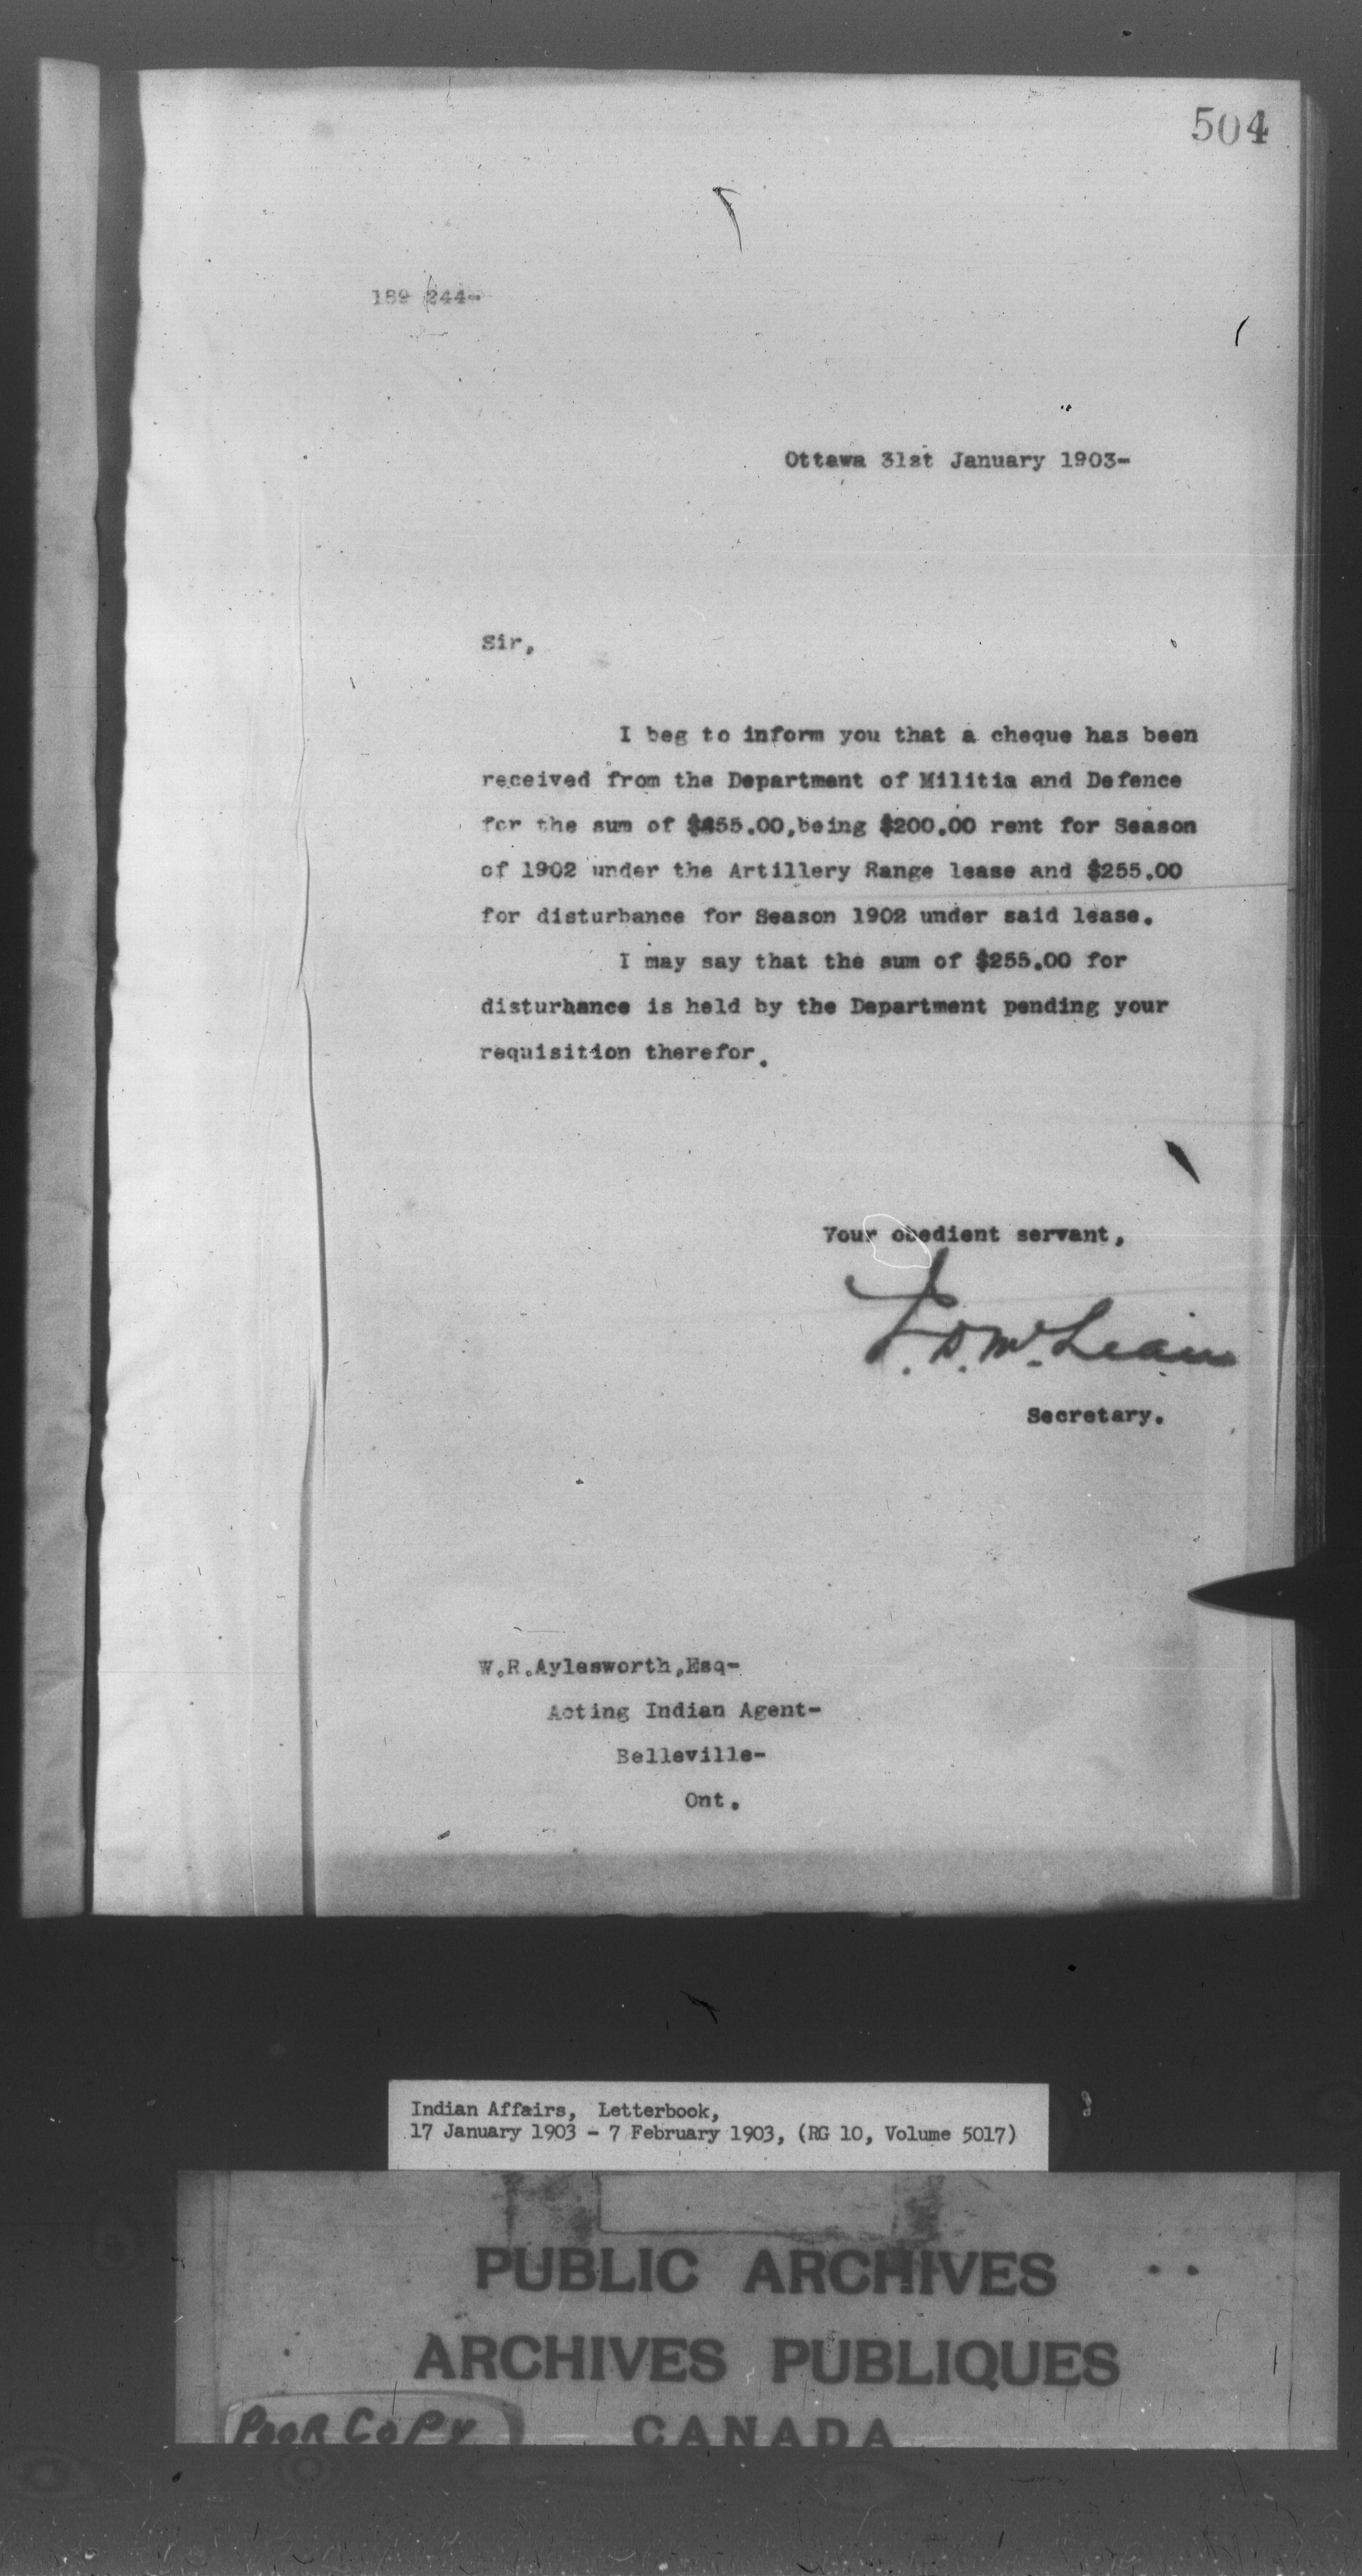 504
189 244-
Ottawa 31st January 1903-
Sir,
I beg to inform you that a cheque has been
received from the Department of Militia and Defence
for the sum of $455.00,being $200.00 rent for Season
of 1902 under the Artillery Range lease and $255.00
for disturbance for Season 1902 under said lease.
I may say that the sum of $255.00 for
disturbance is held by the Department pending your
requisition therefor.
Your obedient servant,
J. D. McLean
Secretary.
W.R.Aylesworth,Esq-
Acting Indian Agent-
Belleville-
Ont.
Indian Affairs, Letterbook,
17 January 1903 - 7 February 1903, (RG 10, Volume 5017)
PUBLIC ARCHIVES
ARCHIVES PUBLIQUES
POOR COPY
CANADA